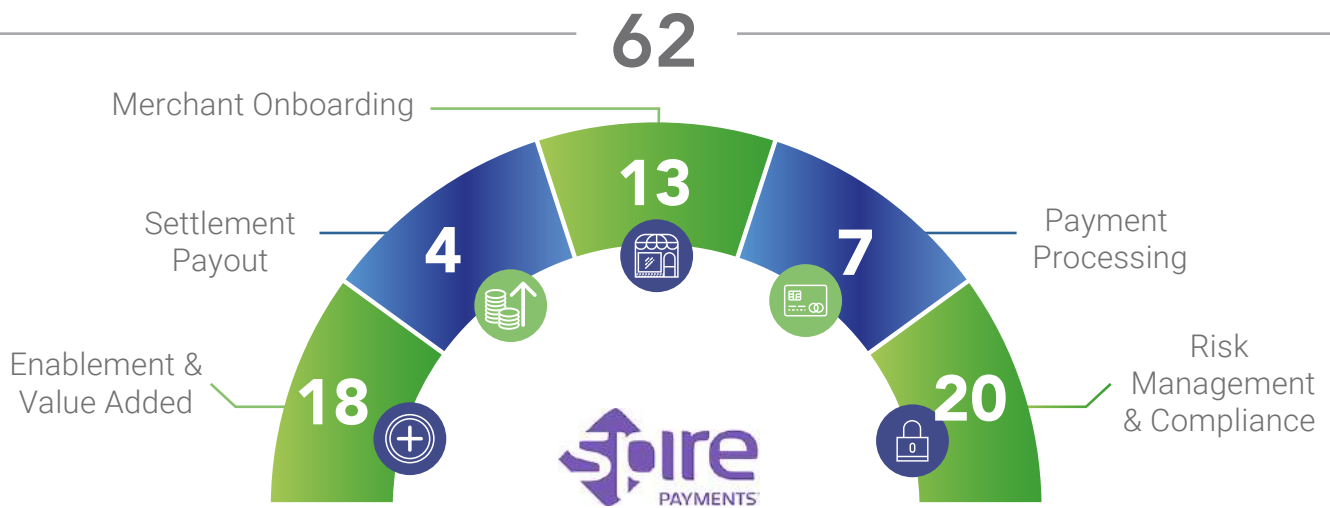 62
Merchant Onboarding
13
Settlement
Payout
4
7
Payment
Processing
Enablement &
Value Added
18
20
Risk
Management
& Compliance
0
spire
PAYMENTS